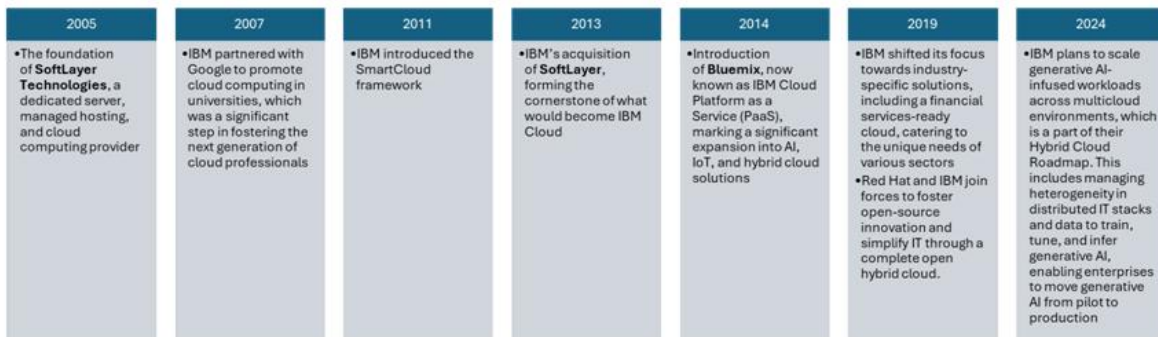 2005
•The foundation
of SoftLayer
Technologies, a
dedicated server,
managed hosting,
and cloud
computing provider
2007
•IBM partnered with
Google to promote
cloud computing in
universities, which
was a significant
step in fostering the
next generation of
cloud professionals
2011
•IBM introduced the
SmartCloud
framework
2013
•IBM's acquisition
of SoftLayer,
forming the
cornerstone of what
would become IBM
Cloud
2014
•Introduction
of Bluemix, now
known as IBM Cloud
Platform as a
Service (PaaS),
marking a significant
expansion into AI,
IoT, and hybrid cloud
solutions
2019
•IBM shifted its focus
towards industry-
specific solutions,
including a financial
services-ready
cloud, catering to
the unique needs of
various sectors
•Red Hat and IBM join
forces to foster
open-source
innovation and
simplify IT through a
complete open
hybrid cloud.
2024
•IBM plans to scale
generative AI-
infused workloads
across multicloud
environments, which
is a part of their
Hybrid Cloud
Roadmap. This
includes managing
heterogeneity in
distributed IT stacks
and data to train,
tune, and infer
generative AI,
enabling enterprises
to move generative
AI from pilot to
production